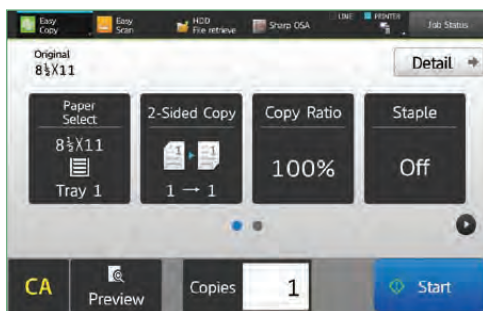 Easy Copy
Easy Scan
HDD File retrieve
Sharp OSA
LINE
PRINTER
Job Status
Original
8½X11
Detail
Paper Select
8½X11
Tray 1
2-Sided Copy
1 1
1 → 1
Copy Ratio
100%
Staple
Off
CA
Preview
Copies
1
Start